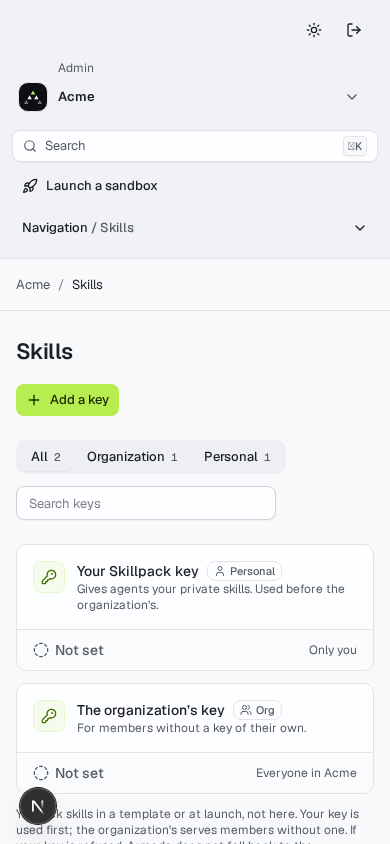 Admin
Acme
Search
K
Launch a sandbox
Navigation / Skills
Acme / Skills
Skills
Add a key
All 2 Organization 1 Personal 1
Search keys
Your Skillpack key Personal
Gives agents your private skills. Used before the
organization's.
Not set Only you
The organization's key Org
For members without a key of their own.
Not set Everyone in Acme
N
skills in a template or at launch, not here. Your key is
used first; the organization's serves members without one. If